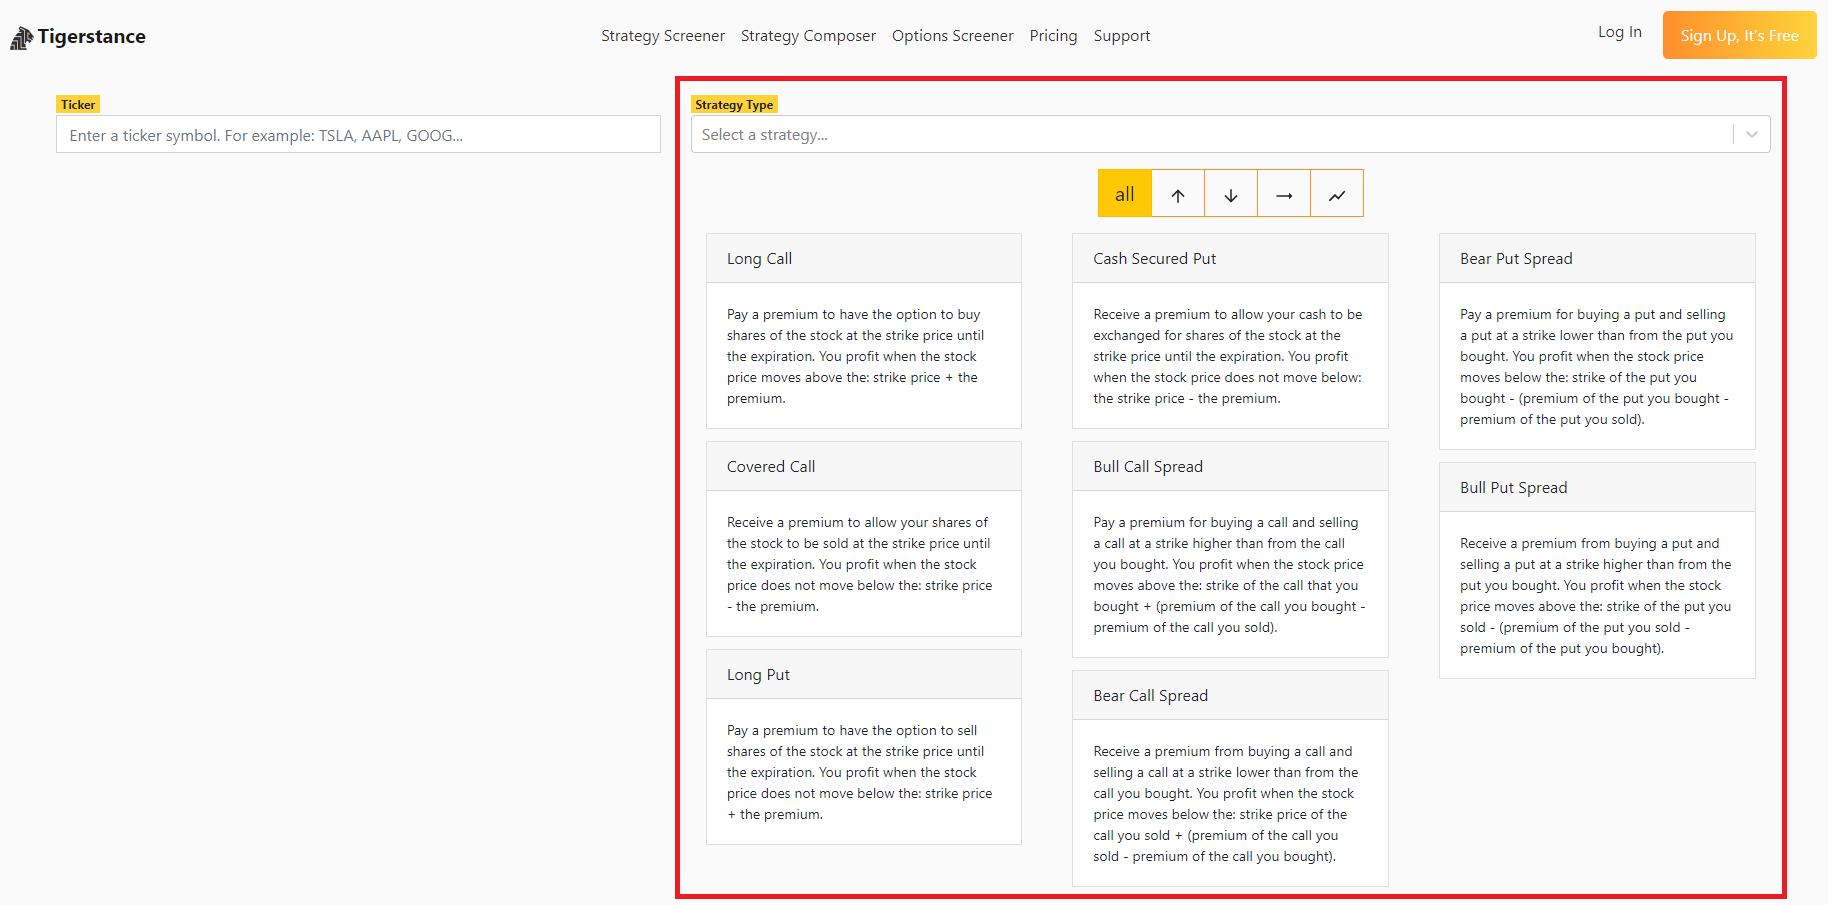 Tigerstance
Strategy Screener Strategy Composer Options Screener Pricing Support
Log In
Sign Up, It's Free
Ticker
Enter a ticker symbol. For example: TSLA, AAPL, GOOG...
Strategy Type
Select a strategy...
all
Long Call
Pay a premium to have the option to buy
shares of the stock at the strike price until
the expiration. You profit when the stock
price moves above the: strike price + the
premium.
Covered Call
Receive a premium to allow your shares of
the stock to be sold at the strike price until
the expiration. You profit when the stock
price does not move below the: strike price
- the premium.
Long Put
Pay a premium to have the option to sell
shares of the stock at the strike price until
the expiration. You profit when the stock
price does not move below the: strike price
+ the premium.
Cash Secured Put
Receive a premium to allow your cash to be
exchanged for shares of the stock at the
strike price until the expiration. You profit
when the stock price does not move below:
the strike price - the premium.
Bull Call Spread
Pay a premium for buying a call and selling
a call at a strike higher than from the call
you bought. You profit when the stock price
moves above the: strike of the call that you
bought + (premium of the call you bought -
premium of the call you sold).
Bear Call Spread
Receive a premium from buying a call and
selling a call at a strike lower than from the
call you bought. You profit when the stock
price moves below the: strike price of the
call you sold + (premium of the call you
sold - premium of the call you bought).
Bear Put Spread
Pay a premium for buying a put and selling
a put at a strike lower than from the put you
bought. You profit when the stock price
moves below the: strike of the put you
bought - (premium of the put you bought -
premium of the put you sold).
Bull Put Spread
Receive a premium from buying a put and
selling a put at a strike higher than from the
put you bought. You profit when the stock
price moves above the: strike of the put you
sold - (premium of the put you sold -
premium of the put you bought).